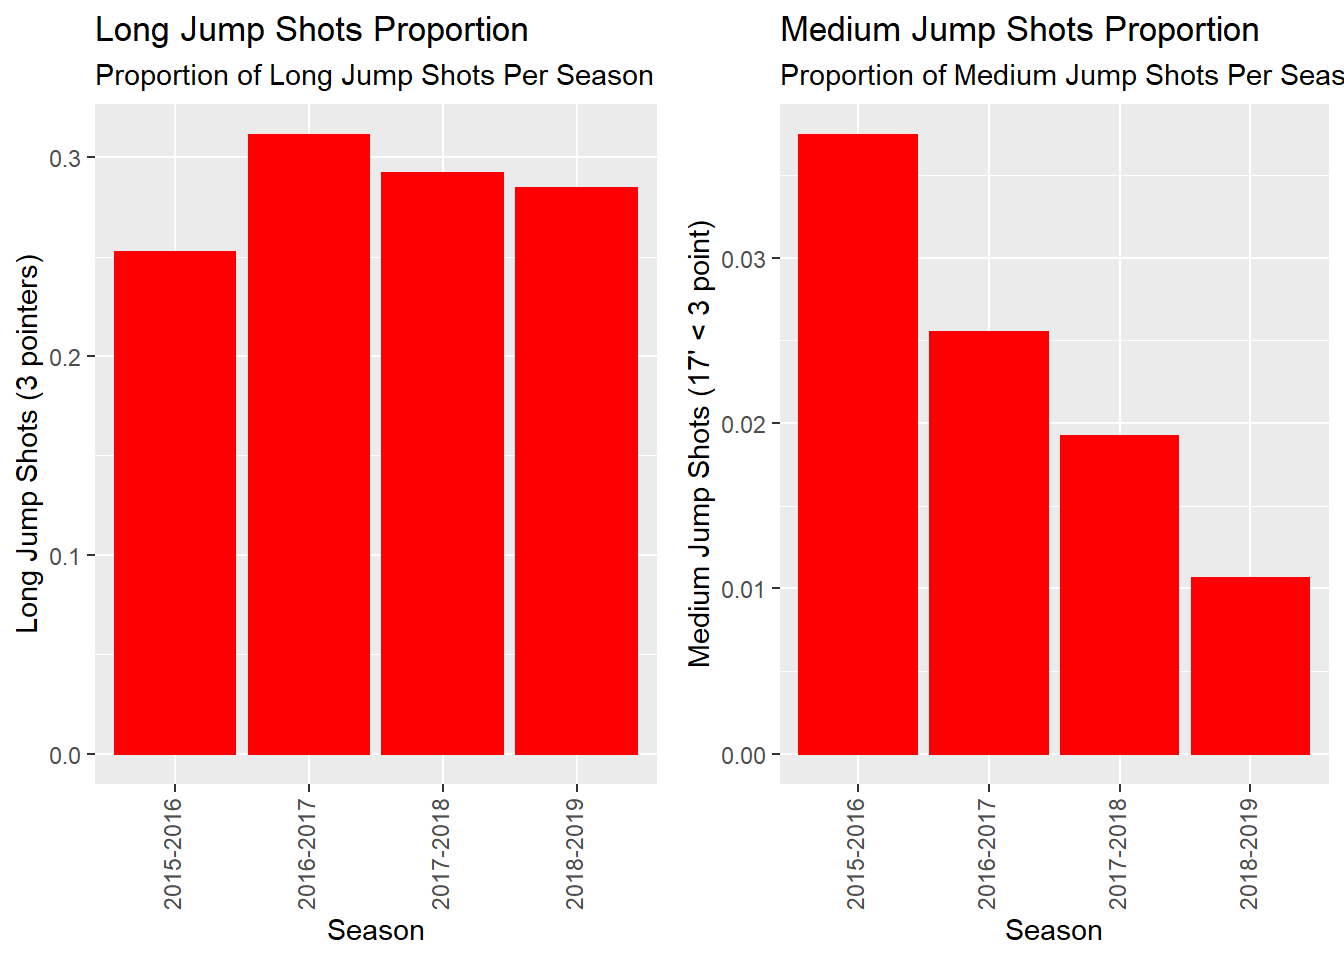 Long Jump Shots Proportion
Proportion of Long Jump Shots Per Season
Long Jump Shots (3 pointers)
0.3
0.2
0.1
0.0
2015-2016
2016-2017
2017-2018
2018-2019
Season
Medium Jump Shots Proportion
Proportion of Medium Jump Shots Per Seas
Medium Jump Shots (17' < 3 point)
0.03
0.02
0.01
0.00
2015-2016
2016-2017
2017-2018
2018-2019
Season